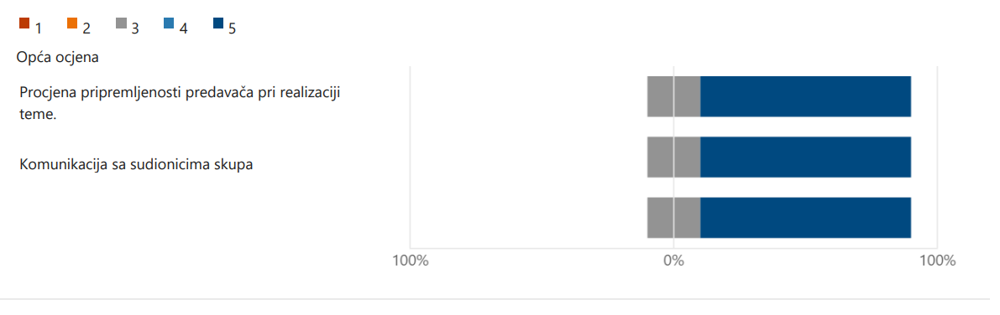 1 2 3 4 5
Opća ocjena
Procjena pripremljenosti predavača pri realizaciji
teme.
Komunikacija sa sudionicima skupa
100% 0% 100%